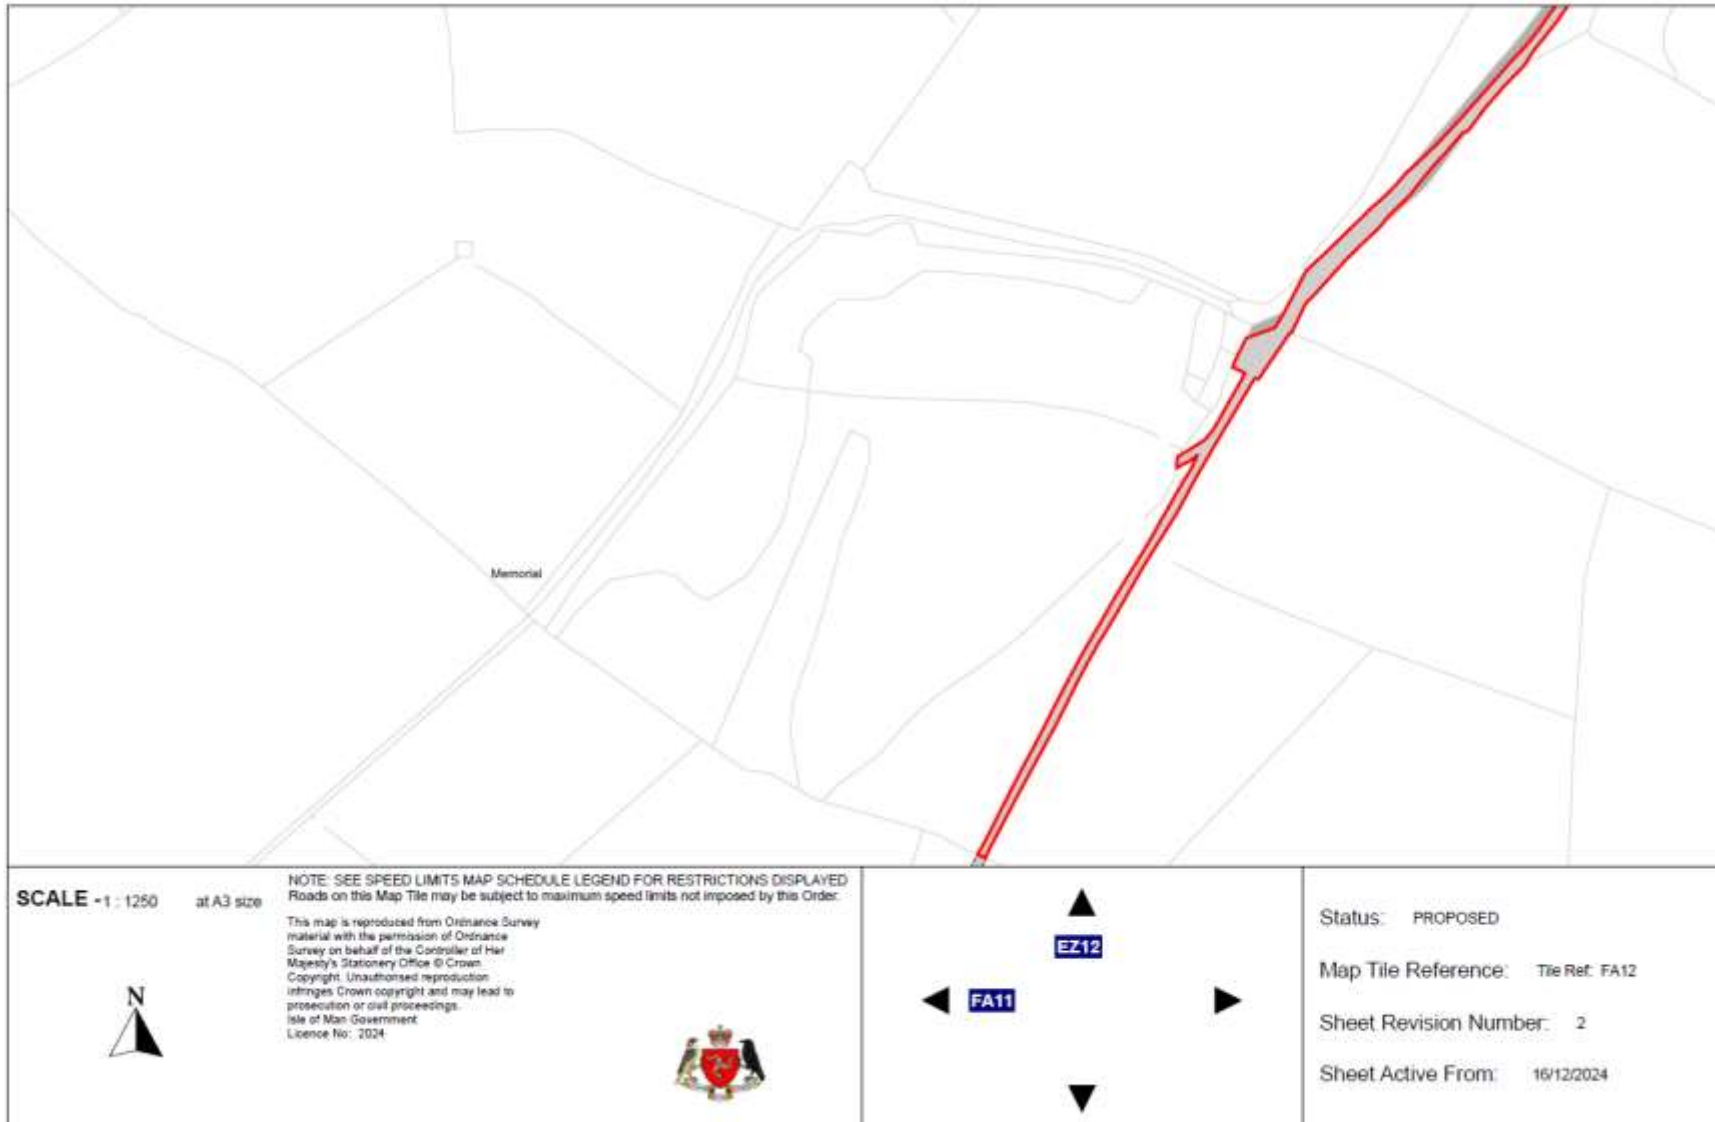 Memorial
SCALE - 1 : 1250 at A3 size
NOTE: SEE SPEED LIMITS MAP SCHEDULE LEGEND FOR RESTRICTIONS DISPLAYED
Roads on this Map Tile may be subject to maximum speed limits not imposed by this Order.
This map is reproduced from Ordnance Survey
material with the permission of Ordnance
Survey on behalf of the Controller of Her
Majesty's Stationery Office © Crown
Copyright. Unauthorised reproduction
infringes Crown copyright and may lead to
prosecution or civil proceedings.
Isle of Man Government
Licence No: 2024
N
EZ12
FA11
Status: PROPOSED
Map Tile Reference: Tile Ref: FA12
Sheet Revision Number: 2
Sheet Active From: 16/12/2024